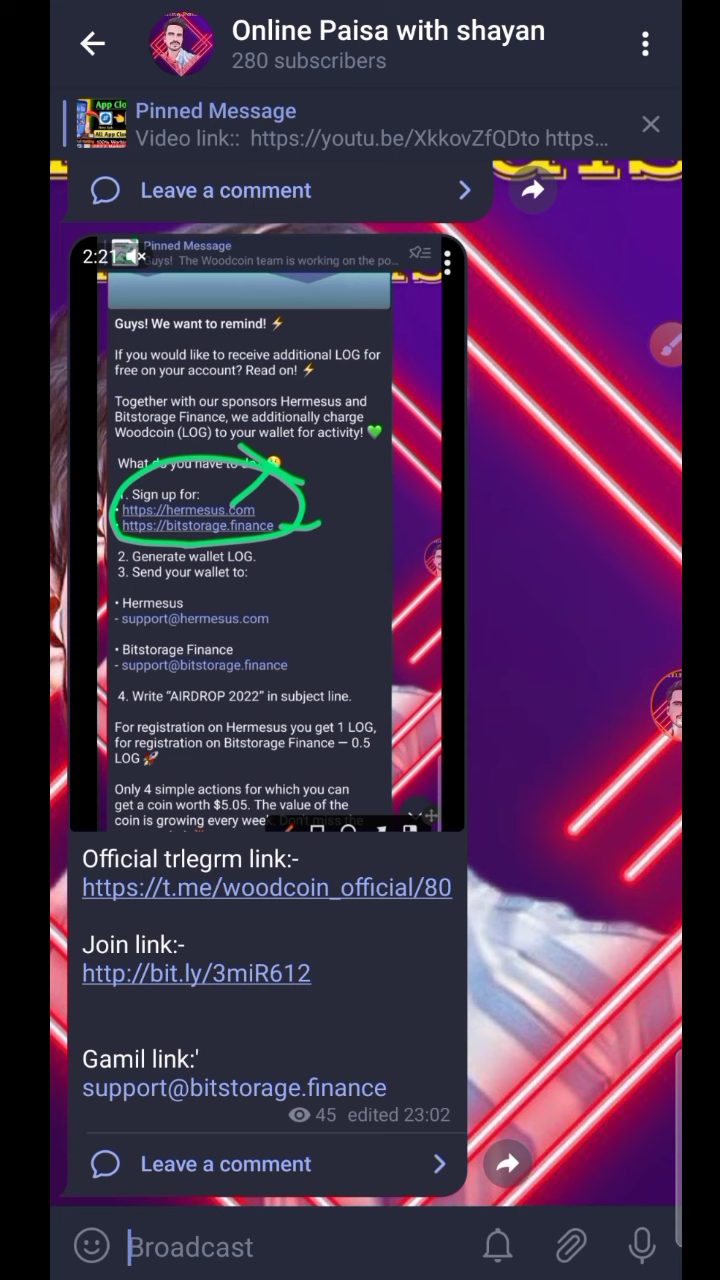 Online Paisa with shayan
280 subscribers
Pinned Message
Video link:: https://youtu.be/XkkovZfQDto https...
Leave a comment
2:21
Pinned Message
Guys! The Woodcoin team is working on the po...
Guys! We want to remind! ⚡
If you would like to receive additional LOG for
free on your account? Read on! ⚡
Together with our sponsors Hermesus and
Bitstorage Finance, we additionally charge
Woodcoin (LOG) to your wallet for activity! 💚
What do you have to do?
1. Sign up for:
• https://hermesus.com
• https://bitstorage.finance
2. Generate wallet LOG.
3. Send your wallet to:
• Hermesus
- support@hermesus.com
• Bitstorage Finance
- support@bitstorage.finance
4. Write “AIRDROP 2022” in subject line.
For registration on Hermesus you get 1 LOG,
for registration on Bitstorage Finance — 0.5
LOG 🚀
Only 4 simple actions for which you can
get a coin worth $5.05. The value of the
coin is growing every week. Don't miss the
Official trlegrm link:-
https://t.me/woodcoin_official/80
Join link:-
http://bit.ly/3miR612
Gamil link:'
support@bitstorage.finance
45 edited 23:02
Leave a comment
Broadcast